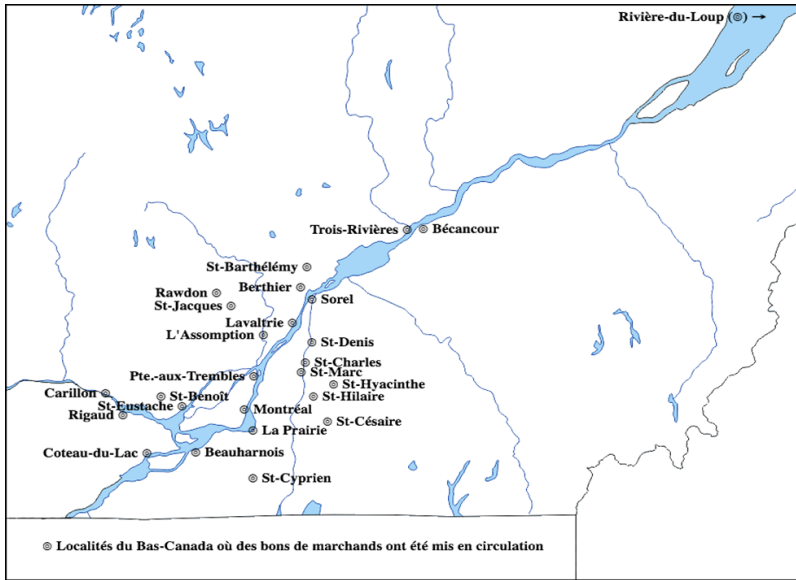 Rivière-du-Loup (◎) →
Trois-Rivières
Bécancour
St-Barthélémy
Berthier
Rawdon
Sorel
St-Jacques
Lavaltrie
L'Assomption
St-Denis
St-Charles
Pte.-aux-Trembles
St-Marc
St-Hyacinthe
Carillon
St-Benoît
St-Hilaire
St-Eustache
Rigaud
Montréal
St-Césaire
La Prairie
Coteau-du-Lac
Beauharnois
St-Cyprien
◎ Localités du Bas-Canada où des bons de marchands ont été mis en circulation